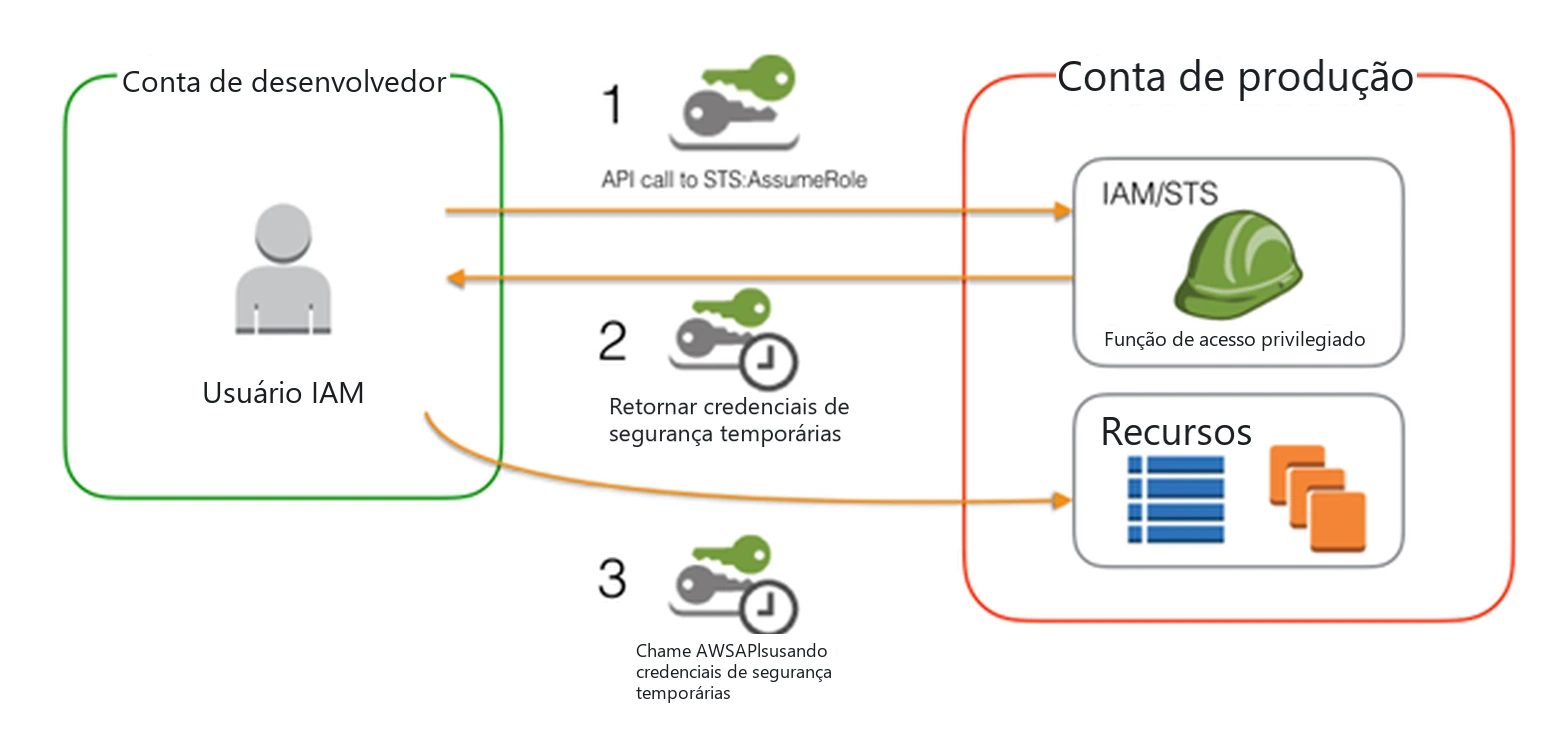 Conta de desenvolvedor
1
API call to STS:AssumeRole
Conta de produção
IAM/STS
Função de acesso privilegiado
Usuário IAM
2
Retornar credenciais de
segurança temporárias
Recursos
3
Chame AWSAPIsusando
credenciais de segurança
temporárias